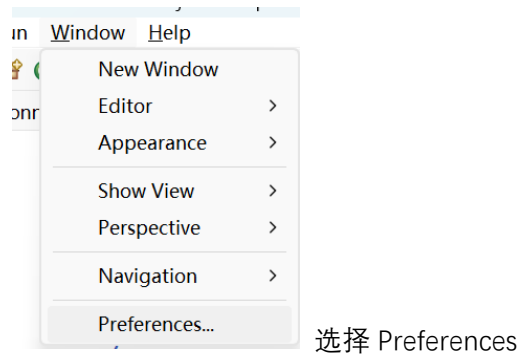 Window Help
New Window
Editor
Appearance
Show View
Perspective
Navigation
Preferences...
选择 Preferences